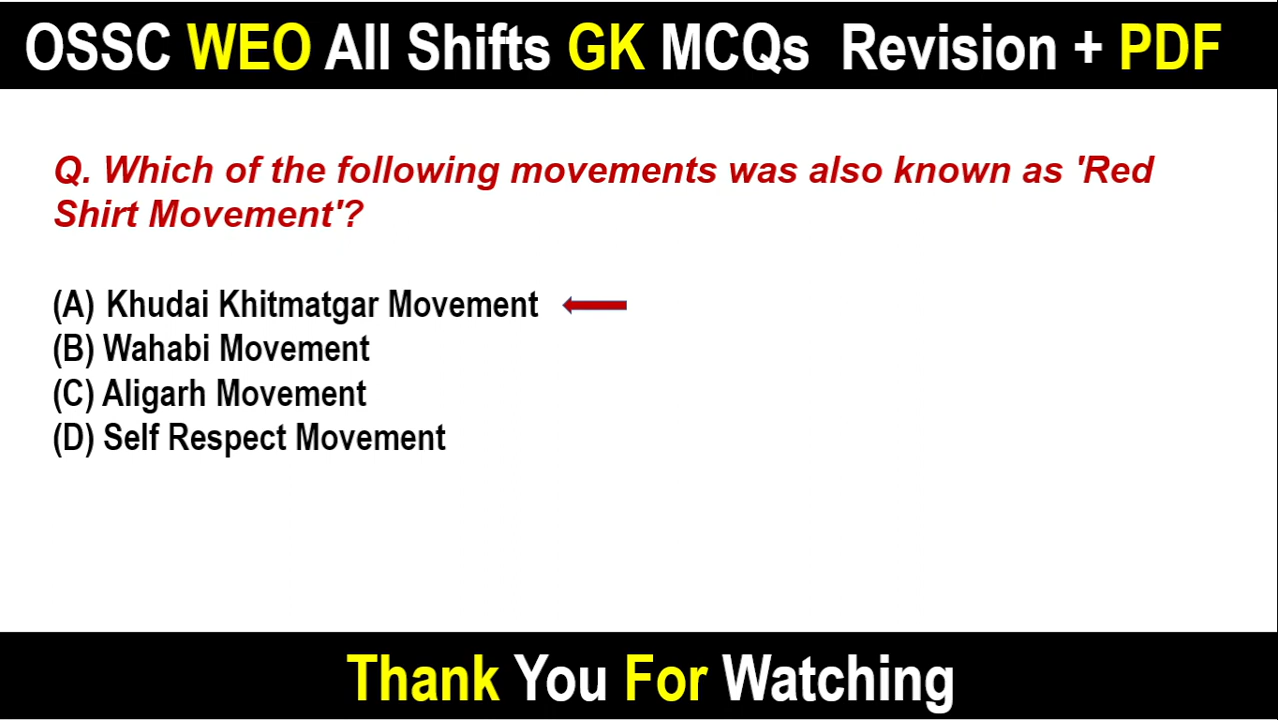 OSSC WEO All Shifts GK MCQs Revision + PDF
Q. Which of the following movements was also known as 'Red
Shirt Movement'?
(A) Khudai Khitmatgar Movement
(B) Wahabi Movement
(C) Aligarh Movement
(D) Self Respect Movement
Thank You For Watching